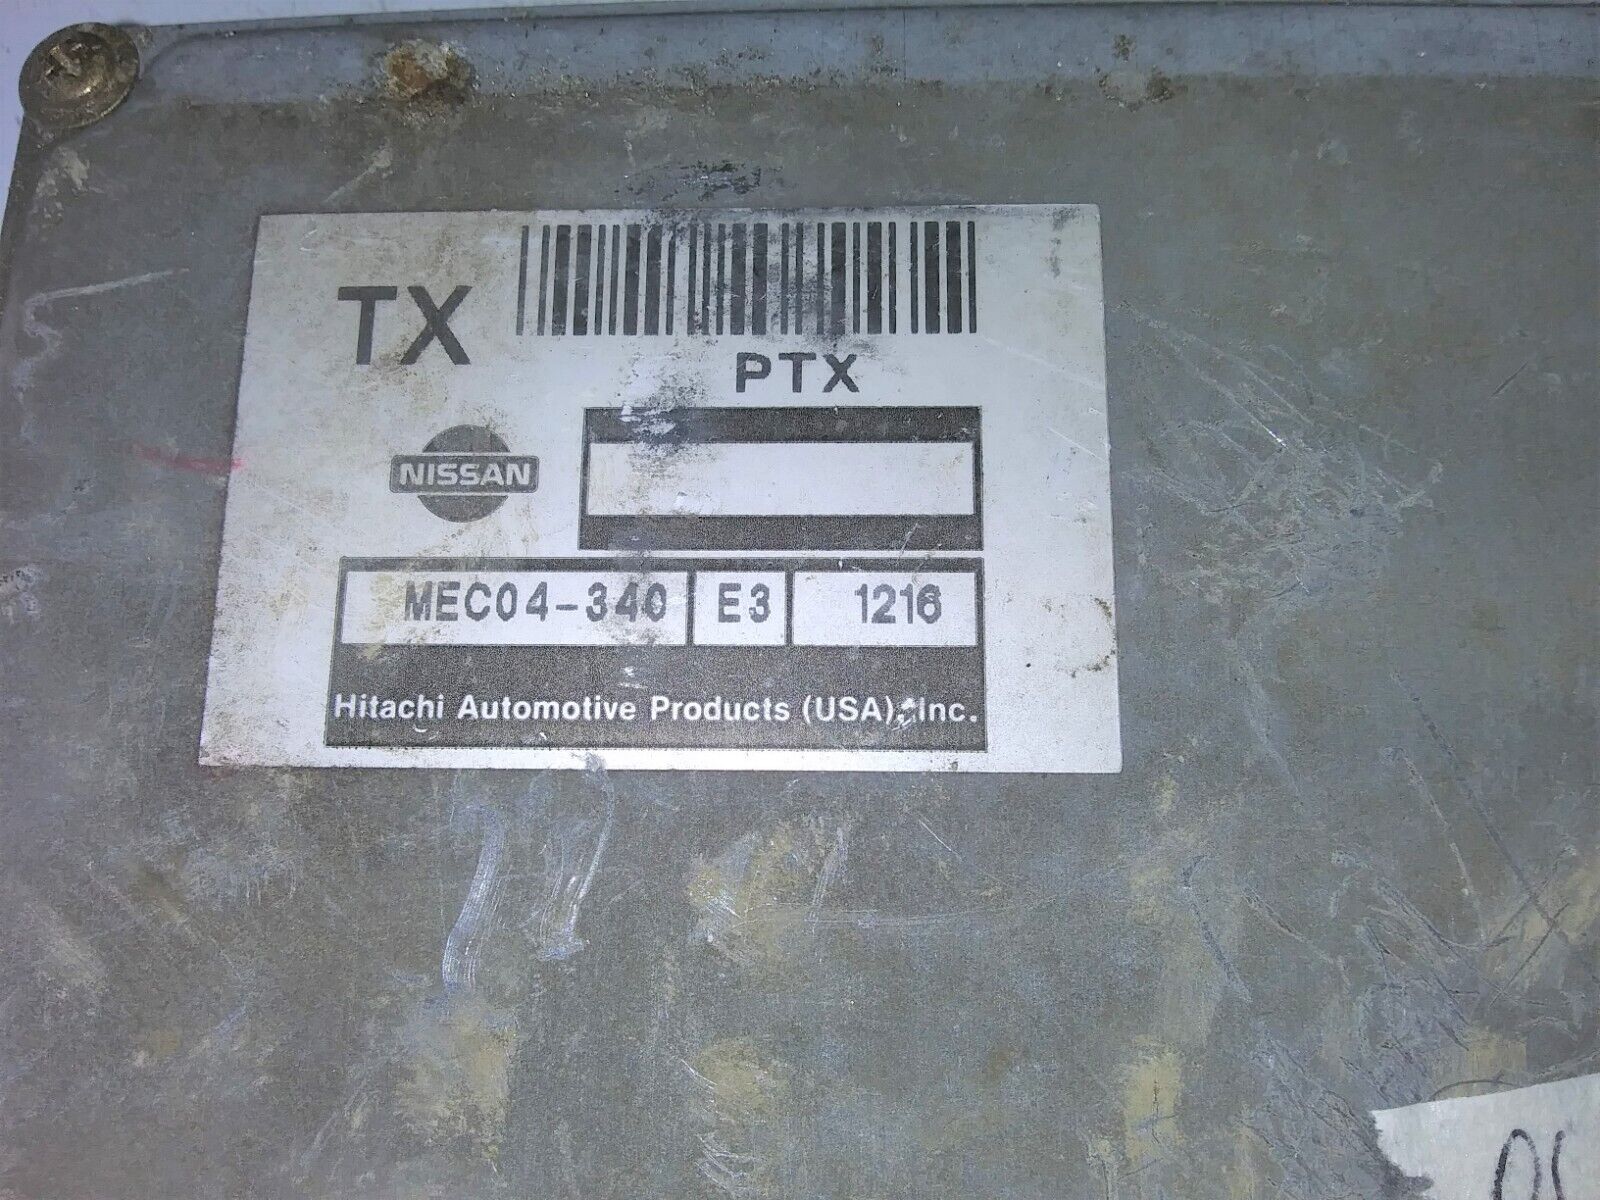 TX
PTX
NISSAN
MEC04-340 E3 1216
Hitachi Automotive Products (USA), Inc.